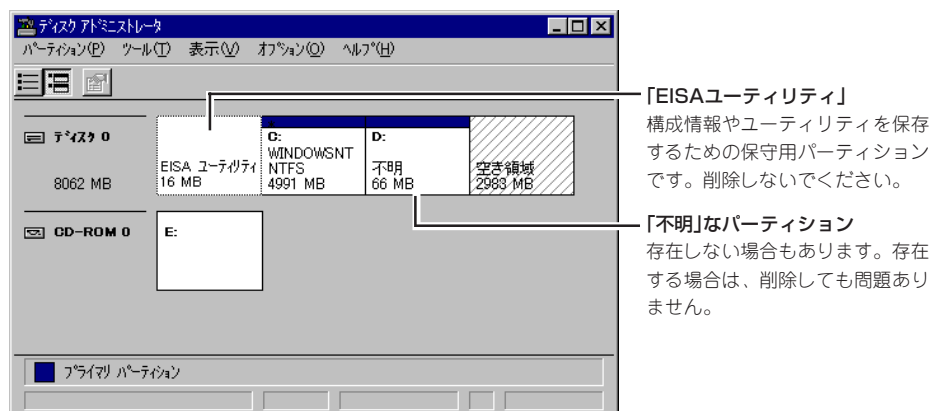 ディスク アドミニストレータ
パーティション(P) ツール(T) 表示(V) オプション(O) ヘルプ(H)
ディスク 0
8062 MB
EISA ユーティリティ
16 MB
C:
WINDOWSNT
NTFS
4991 MB
D:
不明
66 MB
空き領域
2983 MB
CD-ROM 0
E:
プライマリ パーティション
「EISAユーティリティ」
構成情報やユーティリティを保存
するための保守用パーティション
です。削除しないでください。
「不明」なパーティション
存在しない場合もあります。存在
する場合は、削除しても問題あり
ません。